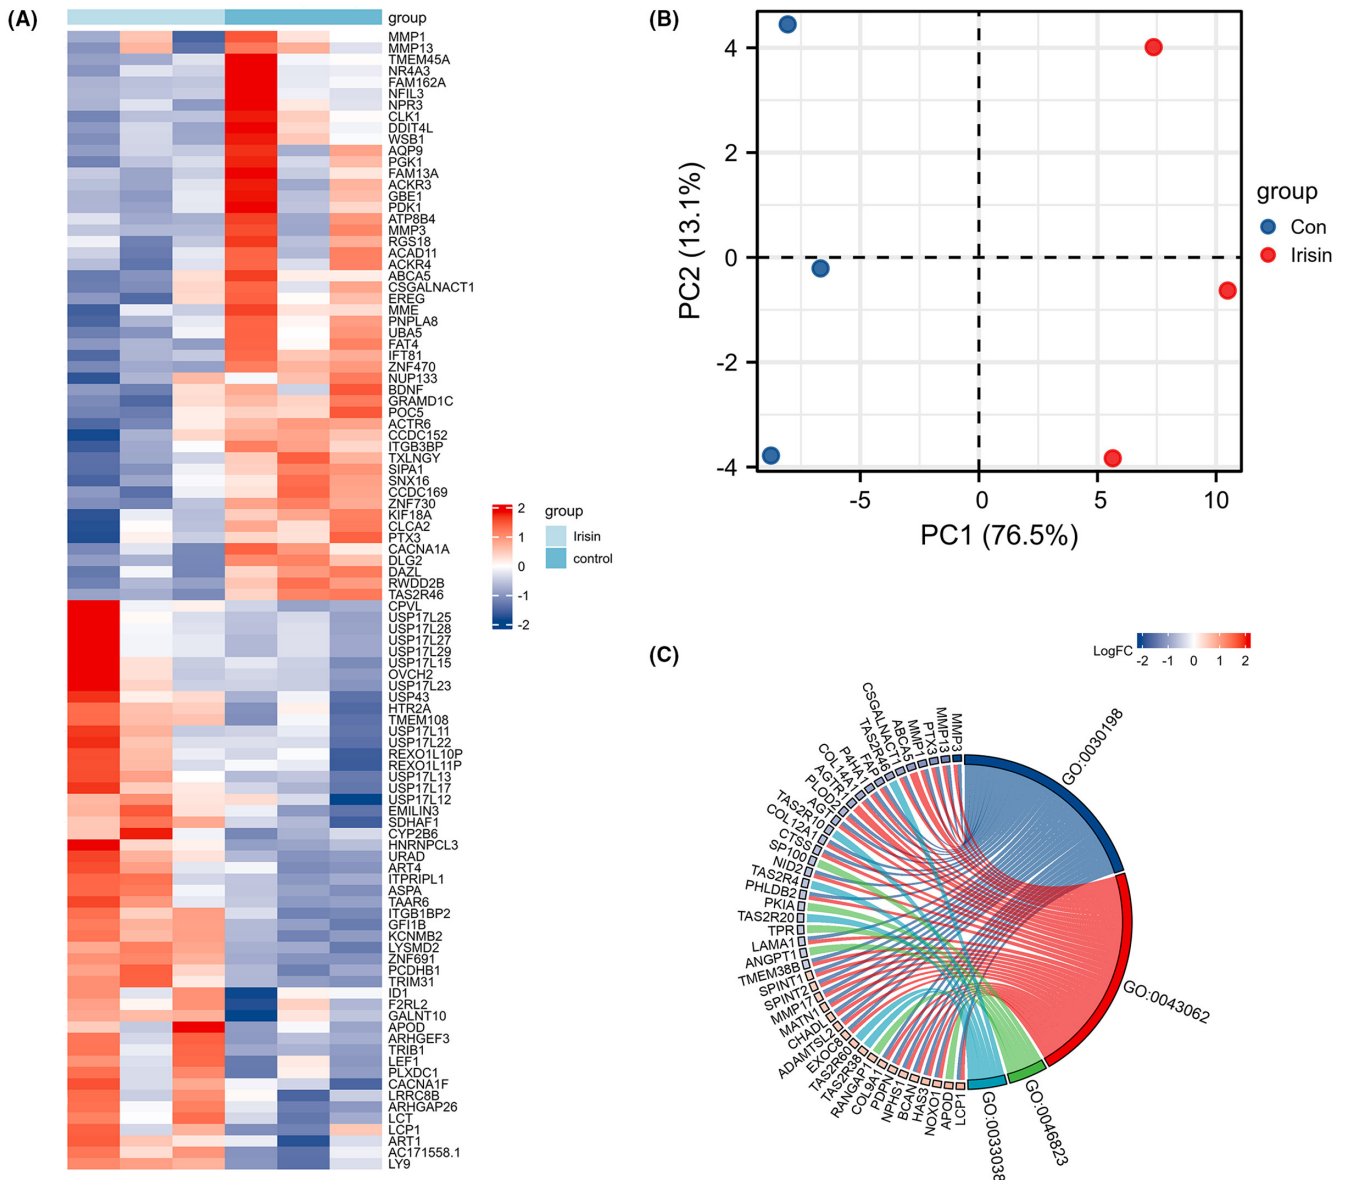 (A)
group
MMP1
MMP13
TMEM45A
NR4A3
FAM162A
NFIL3
NPR3
CLK1
DDIT4L
WSB1
AQP9
PGK1
FAM13A
ACKR3
GBE1
PDK1
ATP8B4
MMP3
RGS18
ACAD11
ACKR4
ABCA5
CSGALNACT1
EREG
MME
PNPLA8
UBA5
FAT4
IFT81
ZNF470
NUP133
BDNF
GRAMD1C
POC5
ACTR6
CCDC152
ITGB3BP
TXLNGY
SIPA1
SNX16
CCDC169
ZNF730
KIF18A
CLCA2
PTX3
CACNA1A
DLG2
DAZL
RWDD2B
TAS2R46
CPVL
USP17L25
USP17L28
USP17L27
USP17L29
USP17L15
OVCH2
USP17L23
USP43
HTR2A
TMEM108
USP17L11
USP17L22
REXO1L10P
REXO1L11P
USP17L13
USP17L17
USP17L12
EMILIN3
SDHAF1
CYP2B6
HNRNPCL3
URAD
ART4
ITPRIPL1
ASPA
TAAR6
ITGB1BP2
GFI1B
KCNMB2
LYSMD2
ZNF691
PCDHB1
TRIM31
ID1
F2RL2
GALNT10
APOD
ARHGEF3
TRIB1
LEF1
PLXDC1
CACNA1F
LRRC8B
ARHGAP26
LCT
LCP1
ART1
AC171558.1
LY9
2
1
0
-1
-2
group
Irisin
control
(B)
4
2
0
-2
-4
PC2 (13.1%)
-5
0
5
10
PC1 (76.5%)
group
Con
Irisin
(C)
LogFC
-2 -1 0 1 2
MMP3
MMP13
PTX3
MMP1
ABCA5
CSGALNACT1
TAS2R46
FAP
P4HA1
COL14A1
AGTR1
PLOD2
AGT
TAS2R10
COL12A1
CTSS
SP100
NID2
TAS2R4
PHLDB2
PKIA
TAS2R20
TPR
LAMA1
ANGPT1
TMEM38B
SPINT1
SPINT2
MMP17
MATN1
CHADL
ADAMTSL2
EXOC8
TAS2R60
TAS2R38
RANGAP1
COL9A1
PDPN
NPHS1
BCAN
HAS3
NOXO1
APOD
LCP1
GO:0030198
GO:0043062
GO:0046823
GO:0033038